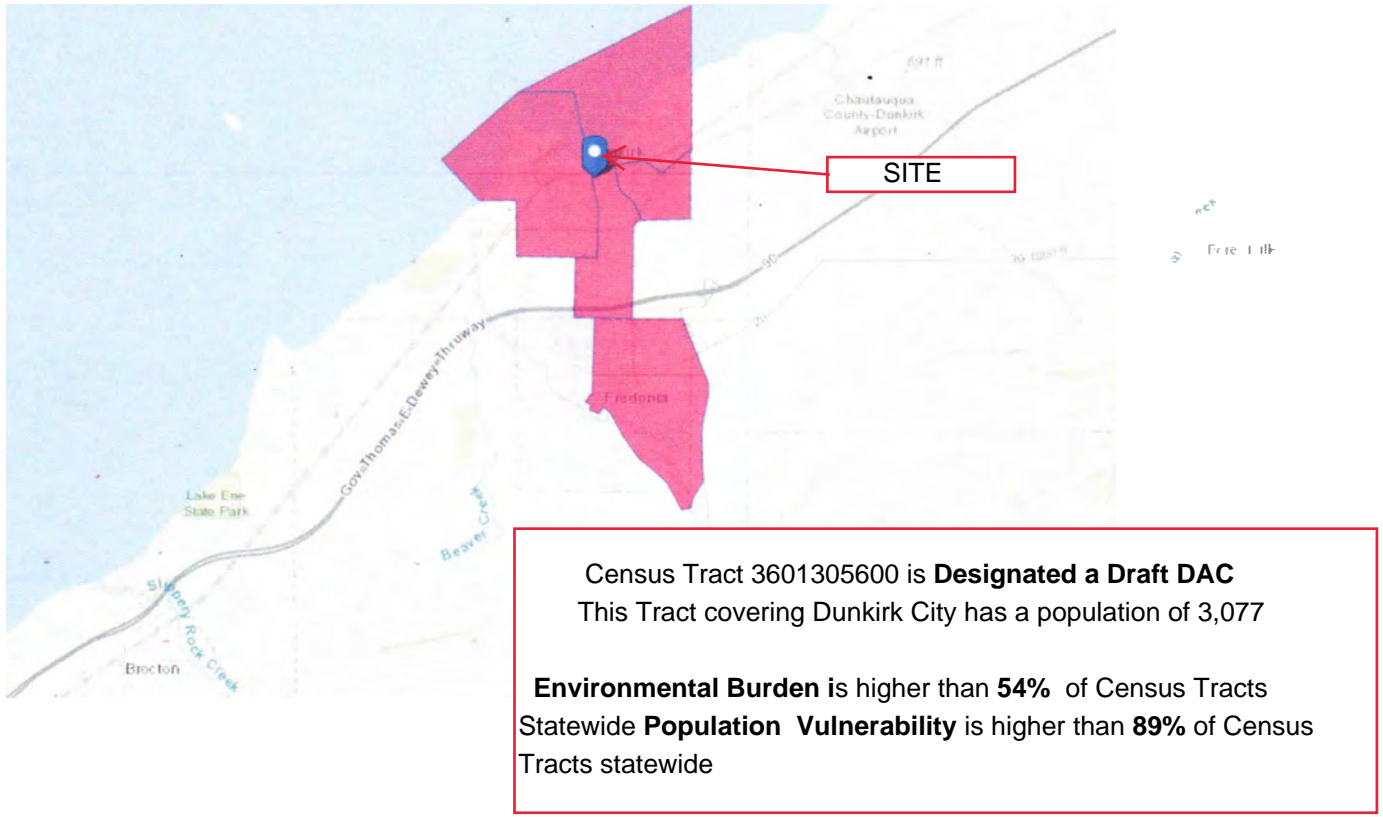 691 ft
Chautauqua
County-Dunkirk
Airport
SITE
90
20
Gov Thomas E Dewey Thruway
Fredonia
Lake Erie
State Park
Beaver Creek
Slippery Rock Creek
Brocton
Census Tract 3601305600 is Designated a Draft DAC
This Tract covering Dunkirk City has a population of 3,077
Environmental Burden is higher than 54% of Census Tracts
Statewide Population Vulnerability is higher than 89% of Census
Tracts statewide